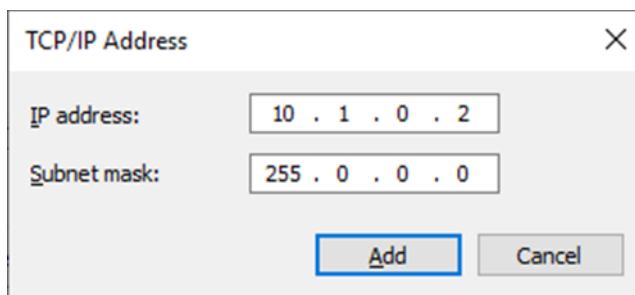 TCP/IP Address
IP address: 10 . 1 . 0 . 2
Subnet mask: 255 . 0 . 0 . 0
Add Cancel